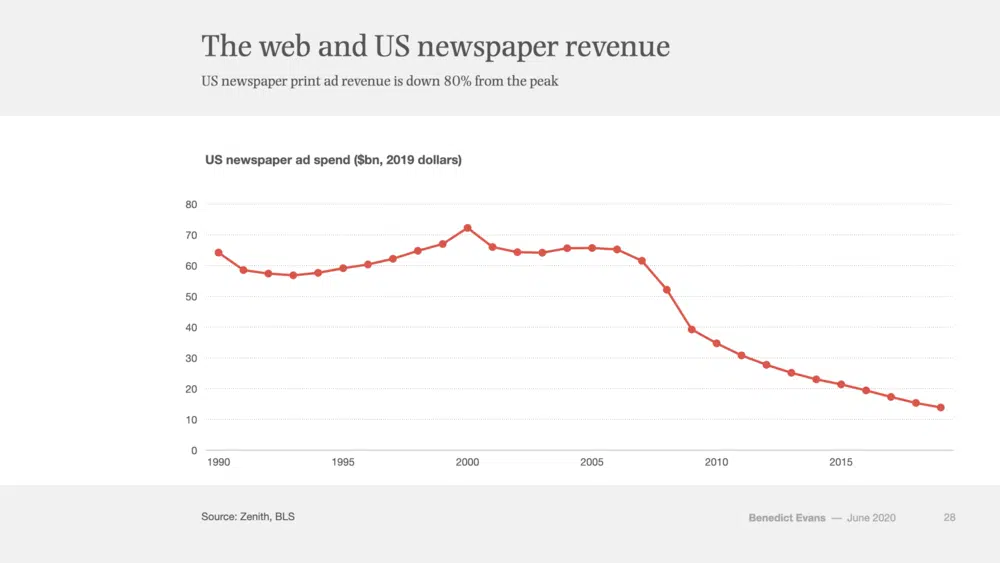 The web and US newspaper revenue
US newspaper print ad revenue is down 80% from the peak
US newspaper ad spend ($bn, 2019 dollars)
80
70
60
50
40
30
20
10
0
1990 1995 2000 2005 2010 2015
Source: Zenith, BLS
Benedict Evans — June 2020 28